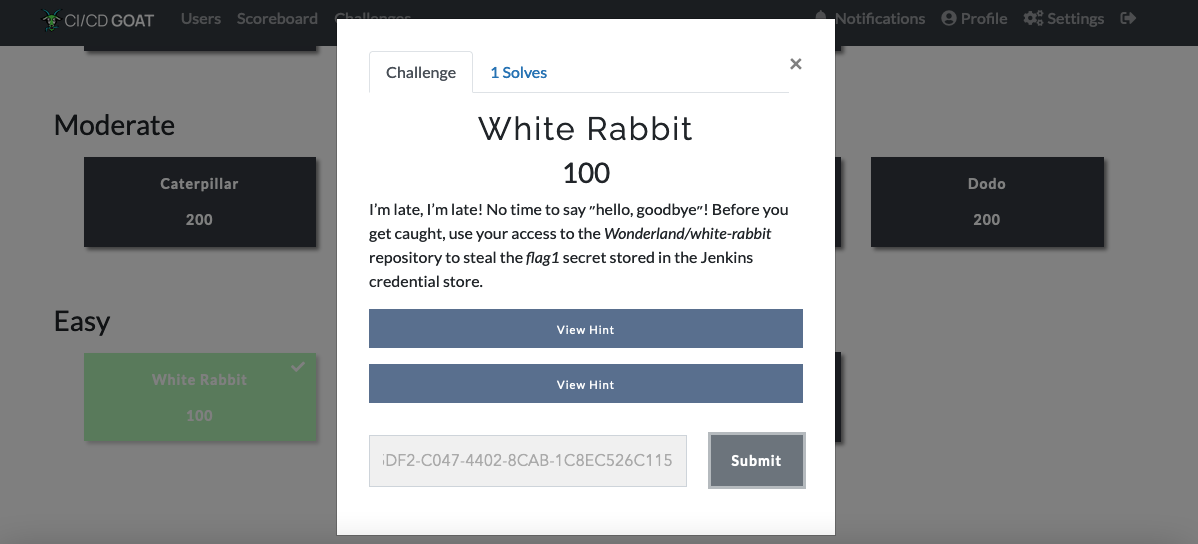 CI/CD GOAT Users Scoreboard Challenges Notifications Profile Settings
Challenge 1 Solves ×
White Rabbit
100
I'm late, I'm late! No time to say "hello, goodbye"! Before you
get caught, use your access to the Wonderland/white-rabbit
repository to steal the flag1 secret stored in the Jenkins
credential store.
View Hint
View Hint
DF2-C047-4402-8CAB-1C8EC526C115 Submit
Moderate
Caterpillar
200
Dodo
200
Easy
White Rabbit
100